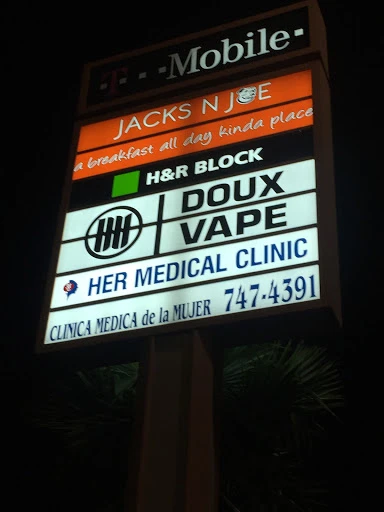 T··Mobile·
JACKS N JOE
a breakfast all day kinda place
H&R BLOCK
DOUX
VAPE
HER MEDICAL CLINIC
CLINICA MEDICA de la MUJER 747-4391